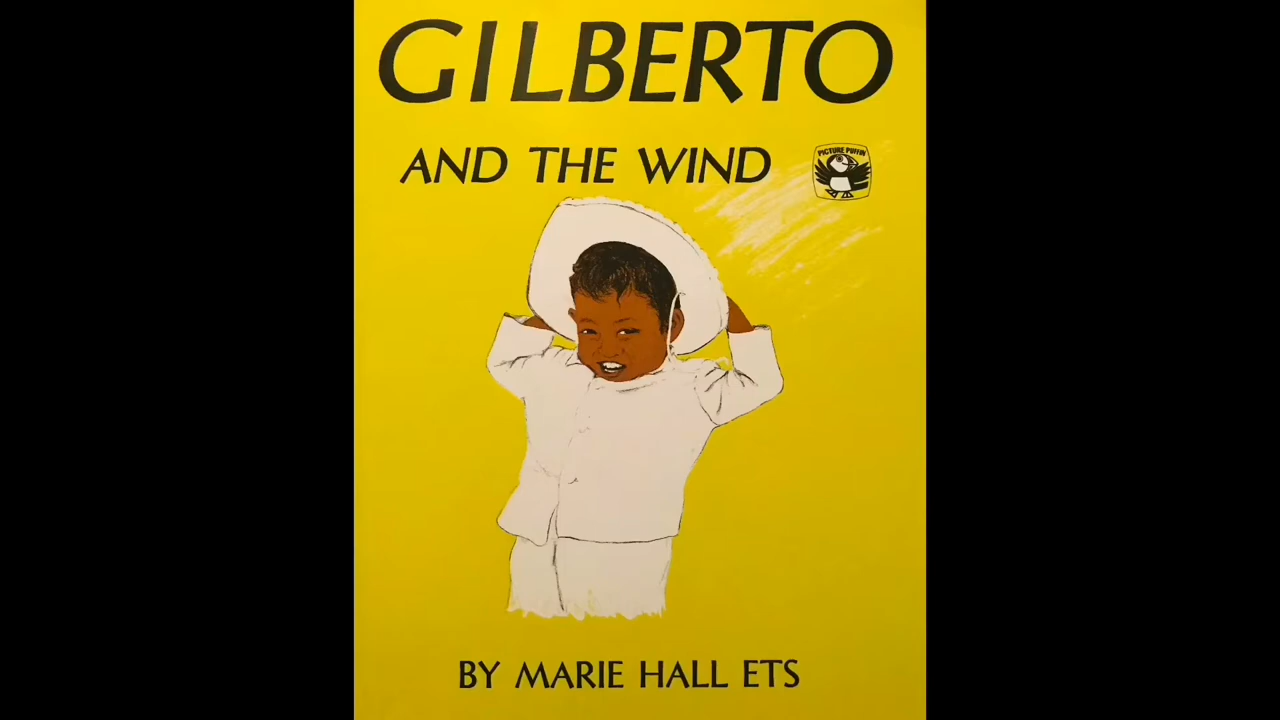 GILBERTO
AND THE WIND
PICTURE PUFFIN
BY MARIE HALL ETS